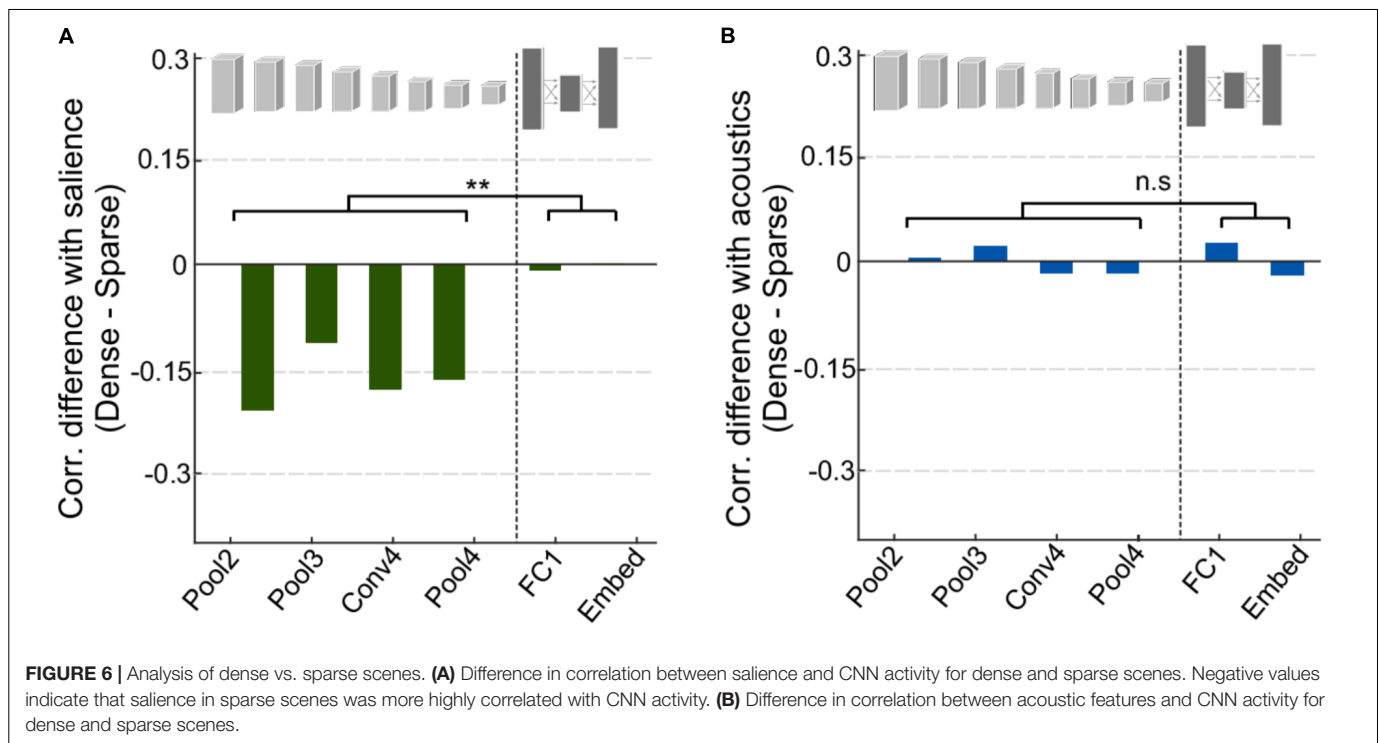 A
Corr. difference with salience
(Dense - Sparse)
0.3
0.15
0
-0.15
-0.3
**
Pool2
Pool3
Conv4
Pool4
FC1
Embed
B
Corr. difference with acoustics
(Dense - Sparse)
0.3
0.15
0
-0.15
-0.3
n.s
Pool2
Pool3
Conv4
Pool4
FC1
Embed
FIGURE 6 | Analysis of dense vs. sparse scenes. (A) Difference in correlation between salience and CNN activity for dense and sparse scenes. Negative values
indicate that salience in sparse scenes was more highly correlated with CNN activity. (B) Difference in correlation between acoustic features and CNN activity for
dense and sparse scenes.